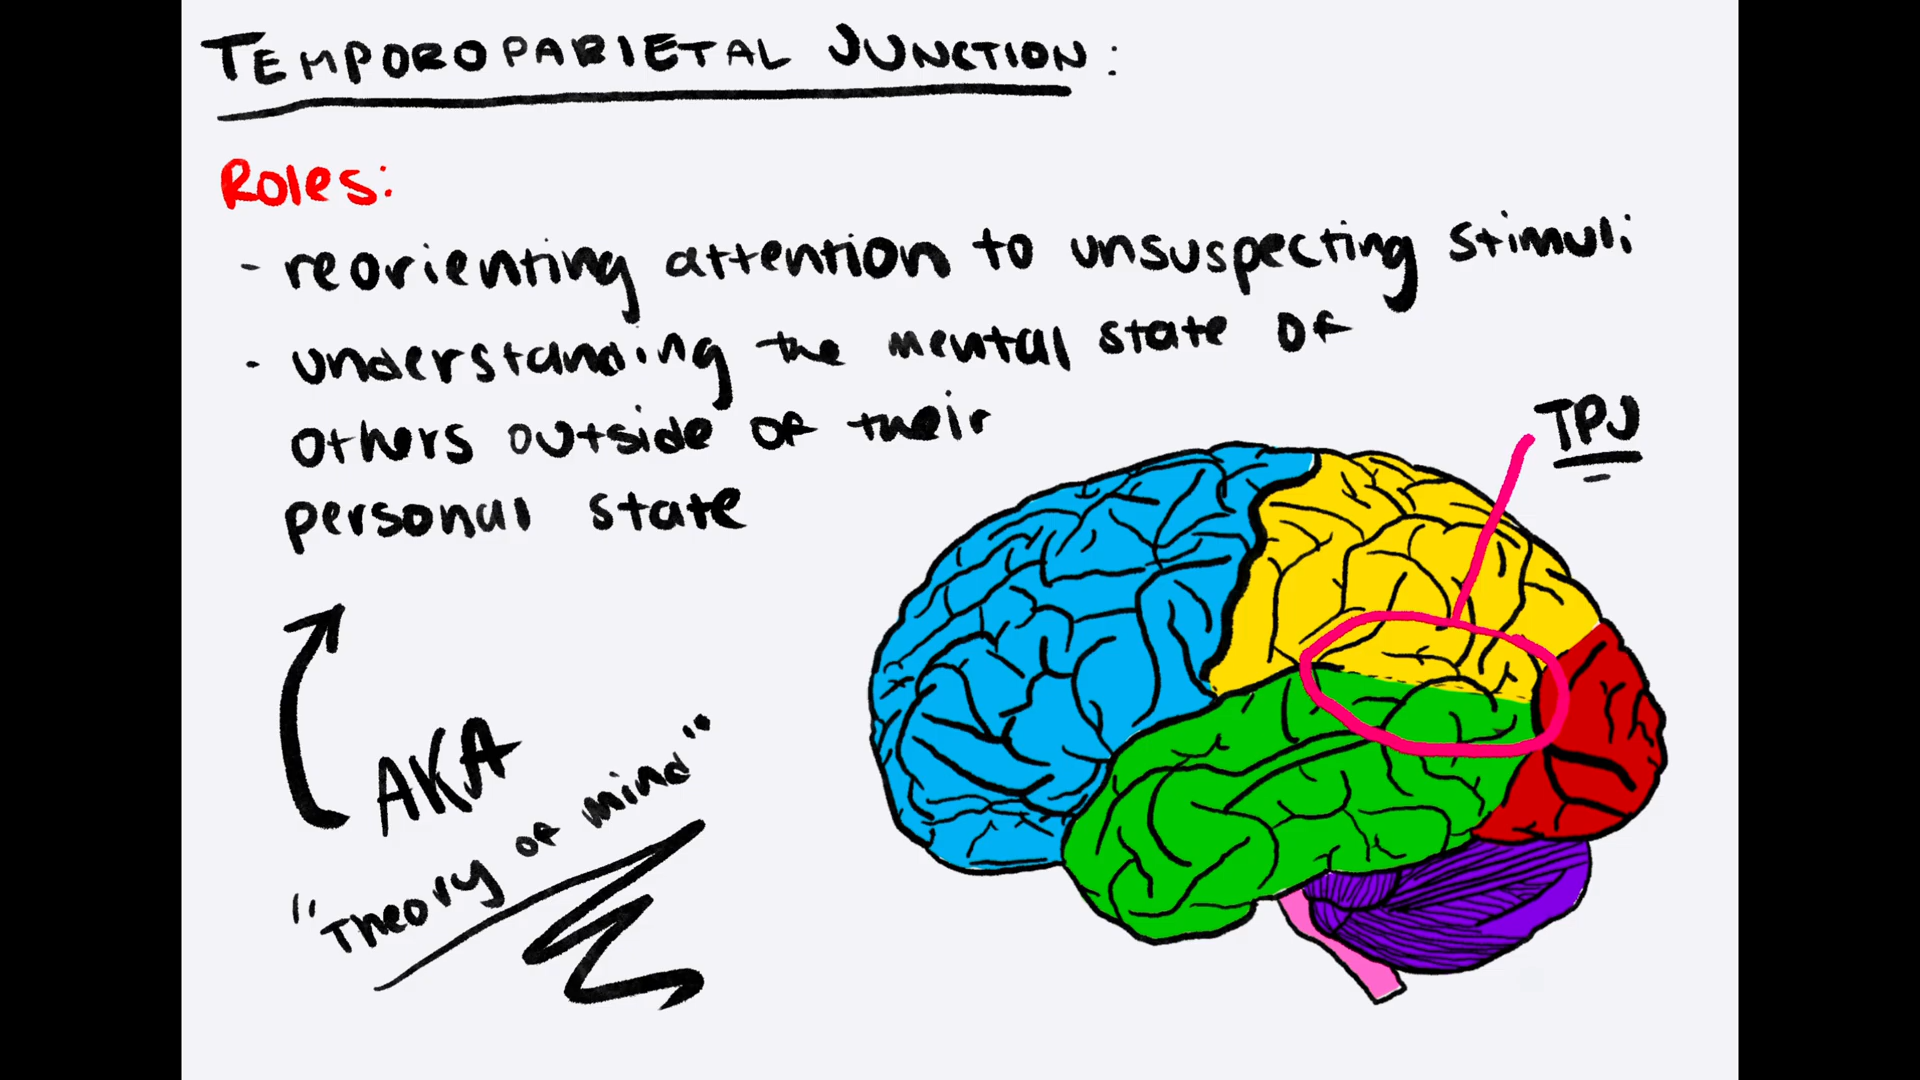 TEMPOROPARIETAL JUNCTION:
Roles:
- reorienting attention to unsuspecting stimuli
- understanding the mental state of
others outside of their
personal state
TPJ
AKA
"Theory of mind"